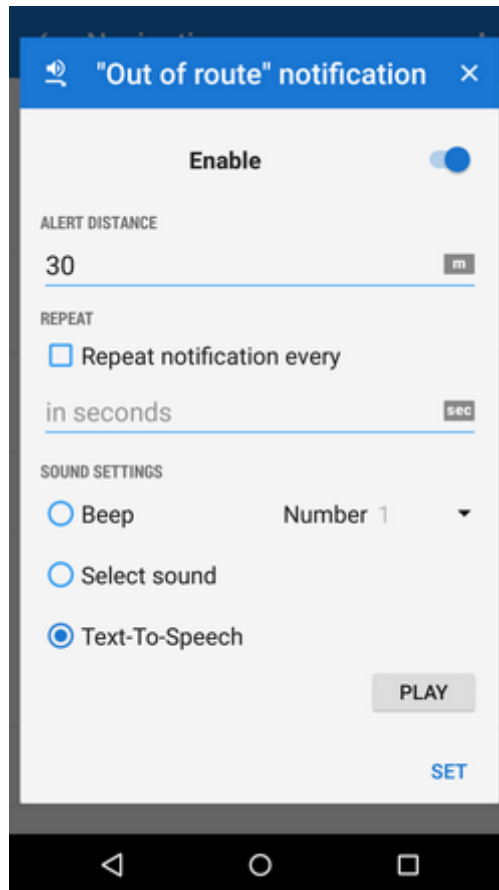 "Out of route" notification
Enable
ALERT DISTANCE
30 m
REPEAT
Repeat notification every
in seconds sec
SOUND SETTINGS
Beep Number 1
Select sound
Text-To-Speech
PLAY
SET